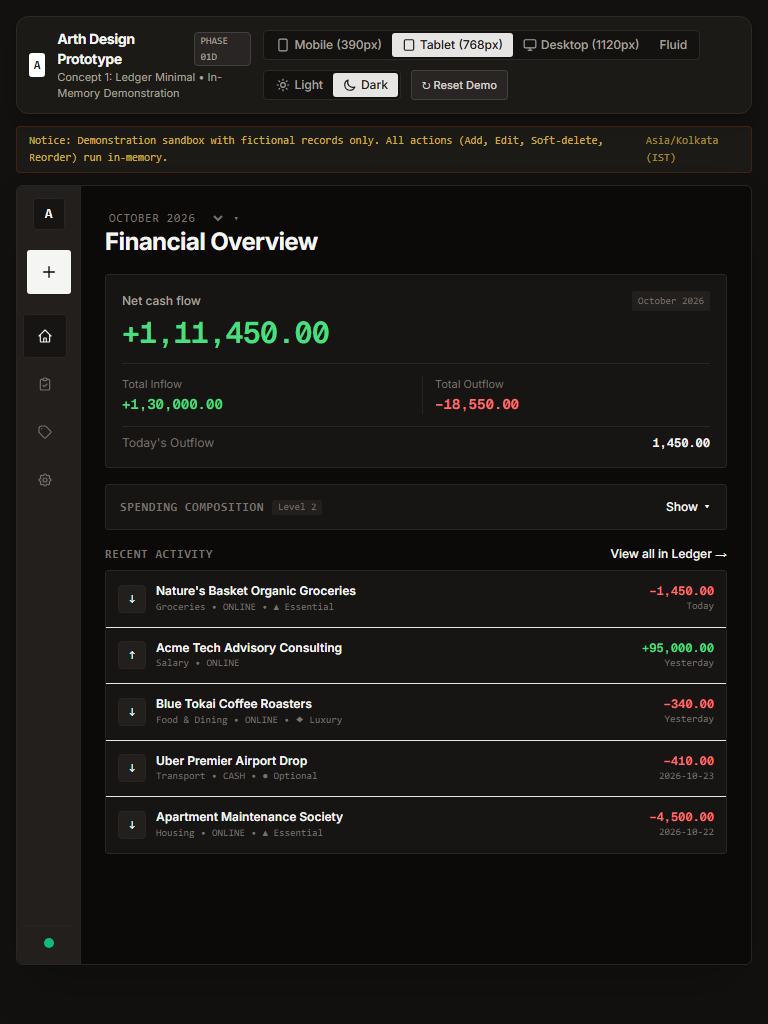 A
Arth Design
Prototype
PHASE
01D
Concept 1: Ledger Minimal • In-
Memory Demonstration
Mobile (390px)
Tablet (768px)
Desktop (1120px)
Fluid
Light
Dark
↻ Reset Demo
Notice: Demonstration sandbox with fictional records only. All actions (Add, Edit, Soft-delete,
Reorder) run in-memory.
Asia/Kolkata
(IST)
A
OCTOBER 2026
Financial Overview
Net cash flow
October 2026
+1,11,450.00
Total Inflow
+1,30,000.00
Total Outflow
−18,550.00
Today's Outflow
1,450.00
SPENDING COMPOSITION
Level 2
Show
RECENT ACTIVITY
View all in Ledger →
↓
Nature's Basket Organic Groceries
−1,450.00
Groceries • ONLINE • ▲ Essential
Today
↑
Acme Tech Advisory Consulting
+95,000.00
Salary • ONLINE
Yesterday
↓
Blue Tokai Coffee Roasters
−340.00
Food & Dining • ONLINE • ◆ Luxury
Yesterday
↓
Uber Premier Airport Drop
−410.00
Transport • CASH • ● Optional
2026-10-23
↓
Apartment Maintenance Society
−4,500.00
Housing • ONLINE • ▲ Essential
2026-10-22